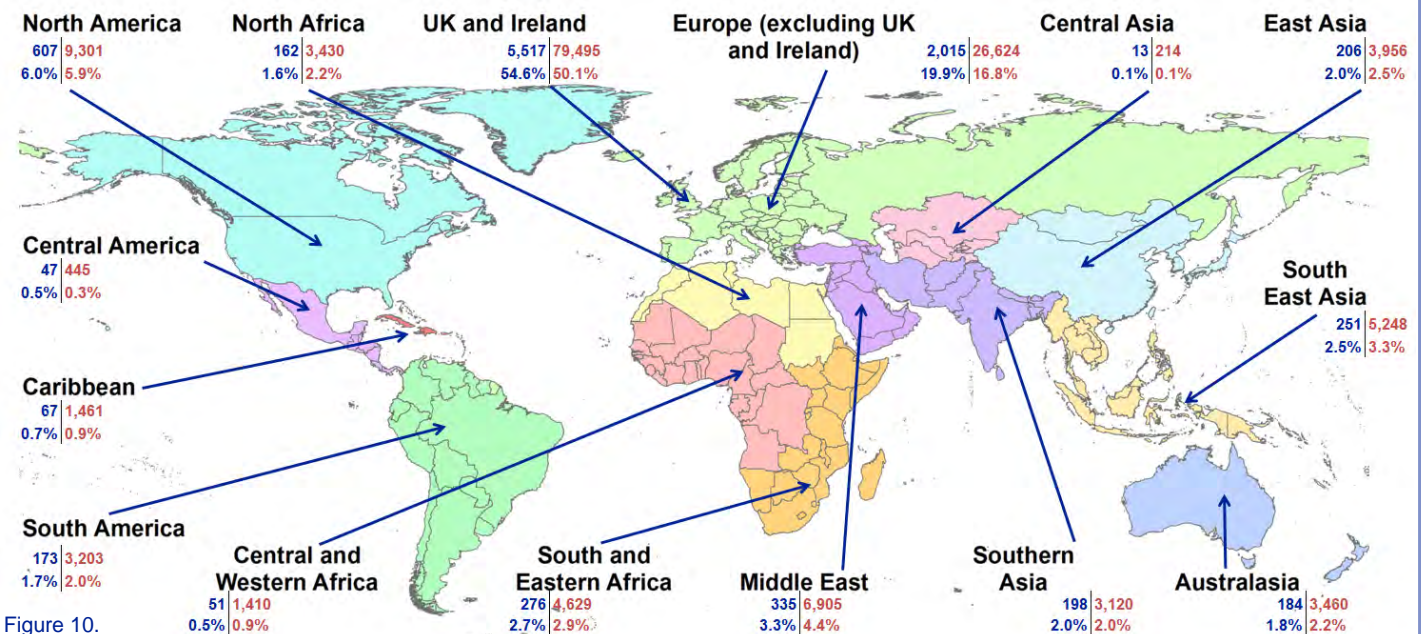 North America
607 9,301
6.0% 5.9%
North Africa
162 3,430
1.6% 2.2%
UK and Ireland
5,517 79,495
54.6% 50.1%
Europe (excluding UK
and Ireland)
2,015 26,624
19.9% 16.8%
Central Asia
13 214
0.1% 0.1%
East Asia
206 3,956
2.0% 2.5%
Central America
47 445
0.5% 0.3%
South
East Asia
251 5,248
2.5% 3.3%
Caribbean
67 1,461
0.7% 0.9%
South America
173 3,203
1.7% 2.0%
Central and
Western Africa
51 1,410
0.5% 0.9%
South and
Eastern Africa
276 4,629
2.7% 2.9%
Middle East
335 6,905
3.3% 4.4%
Southern
Asia
198 3,120
2.0% 2.0%
Australasia
184 3,460
1.8% 2.2%
Figure 10.